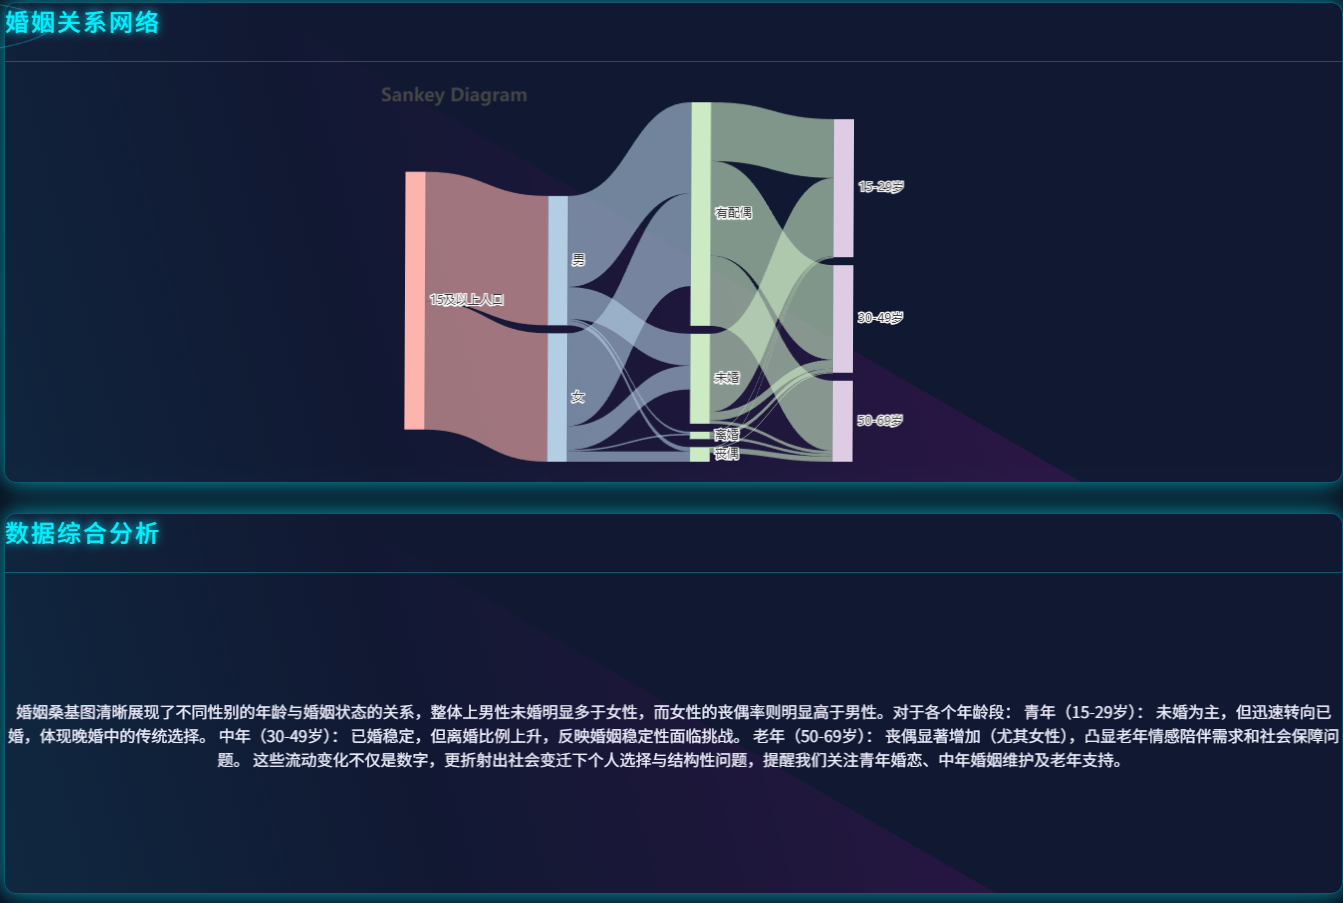 婚姻关系网络
Sankey Diagram
15-29岁
有配偶
男
15及以上人口
30-49岁
未婚
女
50-69岁
离婚
丧偶
数据综合分析
婚姻桑基图清晰展现了不同性别的年龄与婚姻状态的关系，整体上男性未婚明显多于女性，而女性的丧偶率则明显高于男性。对于各个年龄段： 青年（15-29岁）： 未婚为主，但迅速转向已
婚，体现晚婚中的传统选择。 中年（30-49岁）： 已婚稳定，但离婚比例上升，反映婚姻稳定性面临挑战。 老年（50-69岁）： 丧偶显著增加（尤其女性），凸显老年情感陪伴需求和社会保障问
题。 这些流动变化不仅是数字，更折射出社会变迁下个人选择与结构性问题，提醒我们关注青年婚恋、中年婚姻维护及老年支持。